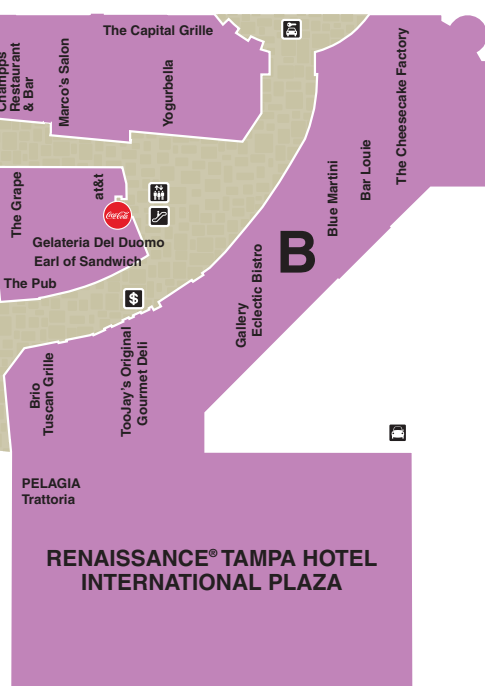 The Capital Grille
Champps
Restaurant
& Bar
Marco's Salon
Yogurbella
The Cheesecake Factory
Bar Louie
Blue Martini
The Grape
at&t
Coca-Cola
Gelateria Del Duomo
Earl of Sandwich
The Pub
B
Gallery
Eclectic Bistro
$
TooJay's Original
Gourmet Deli
Brio
Tuscan Grille
PELAGIA
Trattoria
RENAISSANCE® TAMPA HOTEL
INTERNATIONAL PLAZA